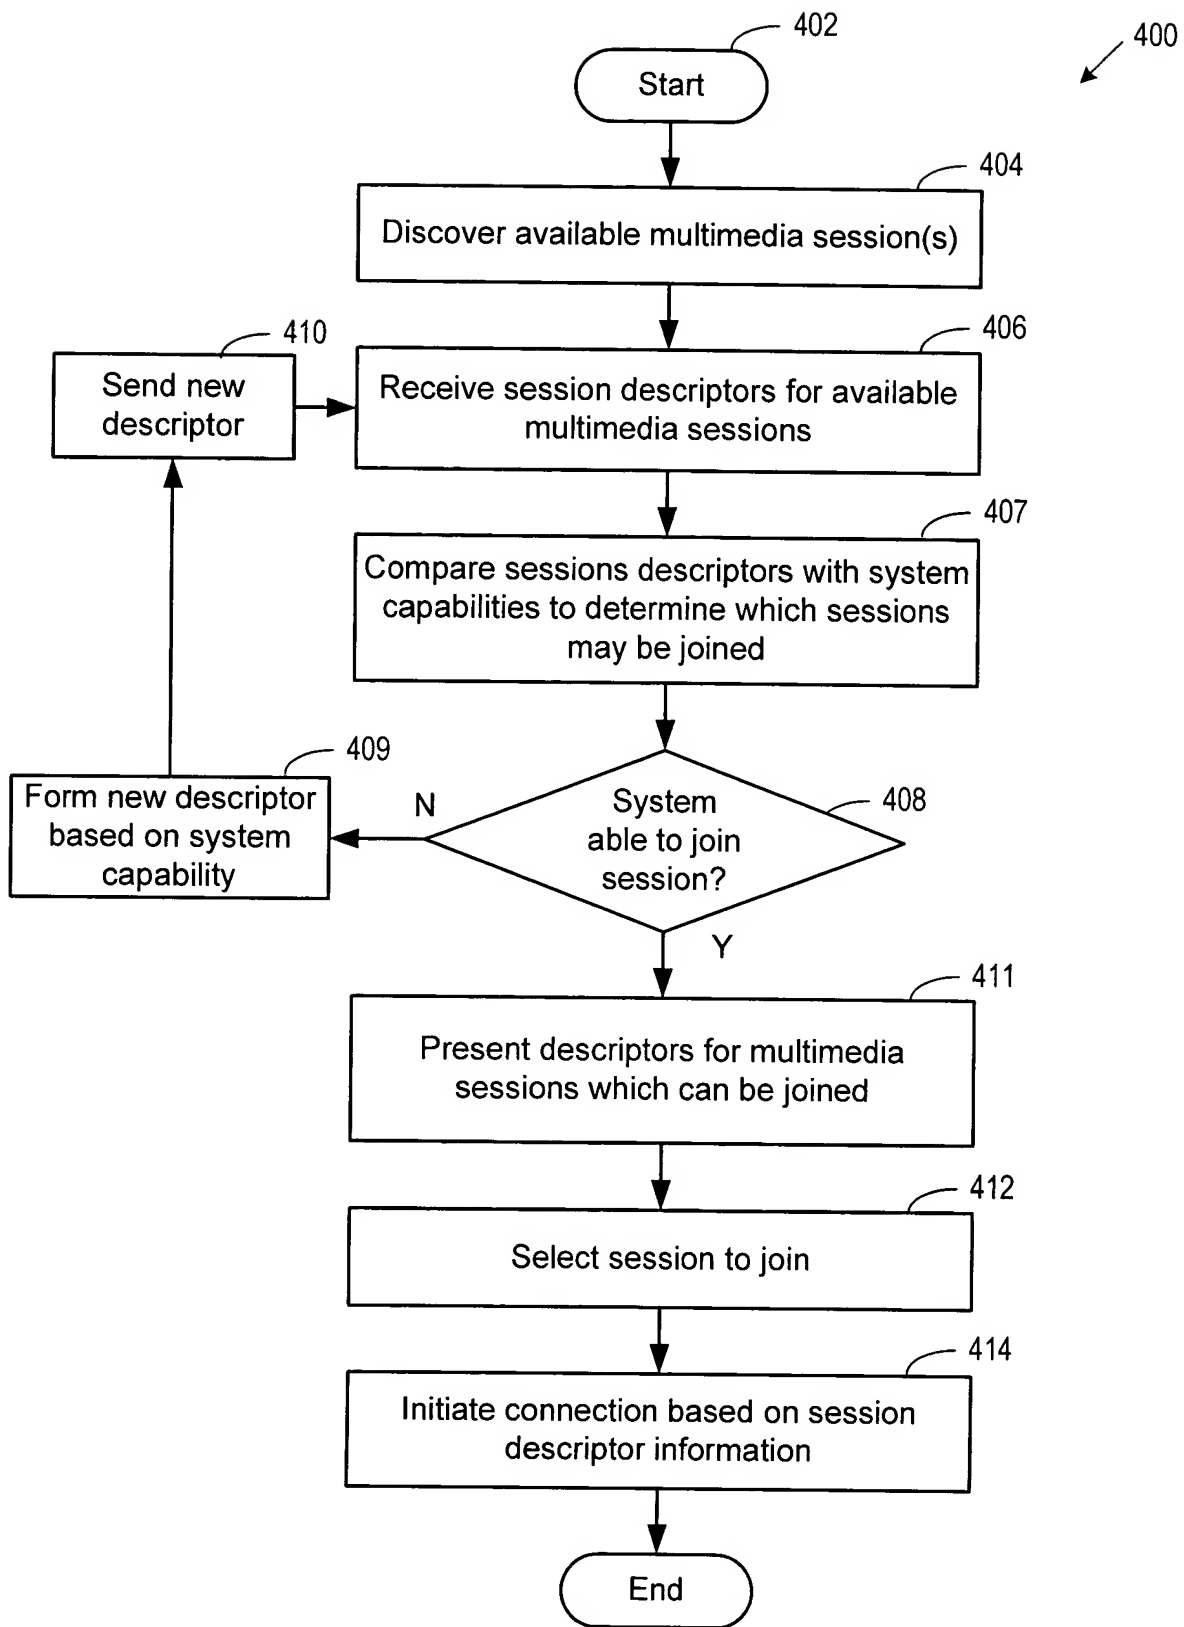 402
400
Start
404
Discover available multimedia session(s)
410
406
Send new
descriptor
Receive session descriptors for available
multimedia sessions
407
Compare sessions descriptors with system
capabilities to determine which sessions
may be joined
409
Form new descriptor
based on system
capability
N
408
System
able to join
session?
Y
411
Present descriptors for multimedia
sessions which can be joined
412
Select session to join
414
Initiate connection based on session
descriptor information
End